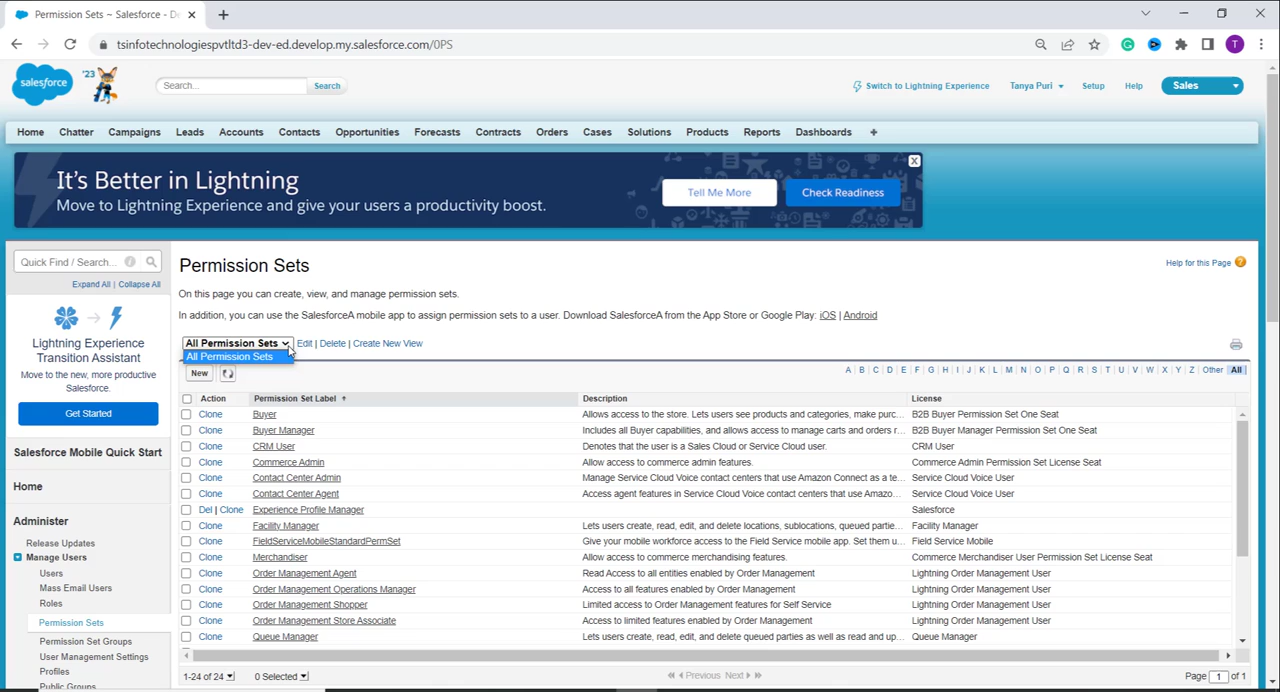 Permission Sets ~ Salesforce - De
tsinfotechnologiespvtltd3-dev-ed.develop.my.salesforce.com/0PS
T
salesforce
'23
Search...
Search
Switch to Lightning Experience
Tanya Puri
Setup
Help
Sales
Home
Chatter
Campaigns
Leads
Accounts
Contacts
Opportunities
Forecasts
Contracts
Orders
Cases
Solutions
Products
Reports
Dashboards
+
It's Better in Lightning
Move to Lightning Experience and give your users a productivity boost.
Tell Me More
Check Readiness
X
Quick Find / Search...
Expand All | Collapse All
Lightning Experience
Transition Assistant
Move to the new, more productive
Salesforce.
Get Started
Salesforce Mobile Quick Start
Home
Administer
Release Updates
Manage Users
Users
Mass Email Users
Roles
Permission Sets
Permission Set Groups
User Management Settings
Profiles
Public Groups
Permission Sets
Help for this Page
On this page you can create, view, and manage permission sets.
In addition, you can use the SalesforceA mobile app to assign permission sets to a user. Download SalesforceA from the App Store or Google Play: iOS | Android
All Permission Sets
Edit | Delete | Create New View
All Permission Sets
New
A B C D E F G H I J K L M N O P Q R S T U V W X Y Z Other All
Action Permission Set Label Description License
Clone Buyer Allows access to the store. Lets users see products and categories, make purc... B2B Buyer Permission Set One Seat
Clone Buyer Manager Includes all Buyer capabilities, and allows access to manage carts and orders r... B2B Buyer Manager Permission Set One Seat
Clone CRM User Denotes that the user is a Sales Cloud or Service Cloud user. CRM User
Clone Commerce Admin Allow access to commerce admin features. Commerce Admin Permission Set License Seat
Clone Contact Center Admin Manage Service Cloud Voice contact centers that use Amazon Connect as a te... Service Cloud Voice User
Clone Contact Center Agent Access agent features in Service Cloud Voice contact centers that use Amazo... Service Cloud Voice User
Del | Clone Experience Profile Manager Salesforce
Clone Facility Manager Lets users create, read, edit, and delete locations, sublocations, queued partie... Facility Manager
Clone FieldServiceMobileStandardPermSet Give your mobile workforce access to the Field Service mobile app. Set them u... Field Service Mobile
Clone Merchandiser Allow access to commerce merchandising features. Commerce Merchandiser User Permission Set License Seat
Clone Order Management Agent Read Access to all entities enabled by Order Management Lightning Order Management User
Clone Order Management Operations Manager Access to all features enabled by Order Management Lightning Order Management User
Clone Order Management Shopper Limited access to Order Management features for Self Service Lightning Order Management User
Clone Order Management Store Associate Access to limited features enabled by Order Management Lightning Order Management User
Clone Queue Manager Lets users create, read, edit, and delete queued parties as well as read and up... Queue Manager
1-24 of 24
0 Selected
Previous Next
Page 1 of 1